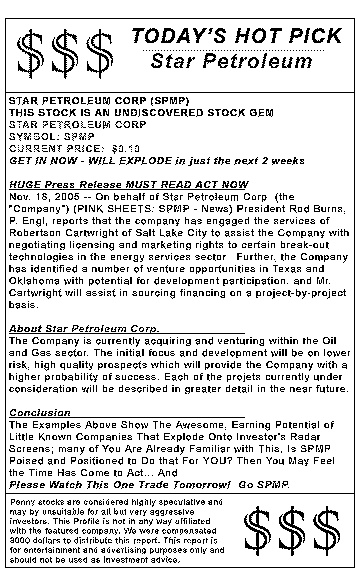 $$$
TODAY'S HOT PICK
Star Petroleum
STAR PETROLEUM CORP (SPMP)
THIS STOCK IS AN UNDISCOVERED STOCK GEM
STAR PETROLEUM CORP
SYMBOL: SPMP
CURRENT PRICE: $0.10
GET IN NOW - WILL EXPLODE in just the next 2 weeks
HUGE Press Release MUST READ ACT NOW
Nov. 18, 2005 -- On behalf of Star Petroleum Corp (the
"Company") (PINK SHEETS: SPMP - News) President Rod Burns,
P. Engl, reports that the company has engaged the services of
Robertson Cartwright of Salt Lake City to assist the Company with
negotiating licensing and marketing rights to certain break-out
technologies in the energy services sector Further, the Company
has identified a number of venture opportunities in Texas and
Oklahoma with potential for development participation. and Mr.
Cartwright will assist in sourcing financing on a project-by-project
basis.
About Star Petroleum Corp.
The Company is currently acquiring and venturing within the Oil
and Gas sector. The initial focus and development will be on lower
risk, high quality prospects which will provide the Company with a
higher probability of success. Each of the projets currently under
consideration will be described in greater detail in the near future.
Conclusion
The Examples Above Show The Awesome, Earning Potential of
Little Known Companies That Explode Onto Investor's Radar
Screens; many of You Are Already Familiar with This, Is SPMP
Poised and Positioned to Do that For YOU? Then You May Feel
the Time Has Come to Act... And
Please Watch This One Trade Tomorrow! Go SPMP.
Penny stocks are considered highly speculative and
may by unsuitable for all but very aggressive
investors. This Profile is not in any way affiliated
with the featured company. We were compensated
3000 dollars to distribute this report. This report is
for entertainment and advertising purposes only and
should not be used as investment advice.
$$$